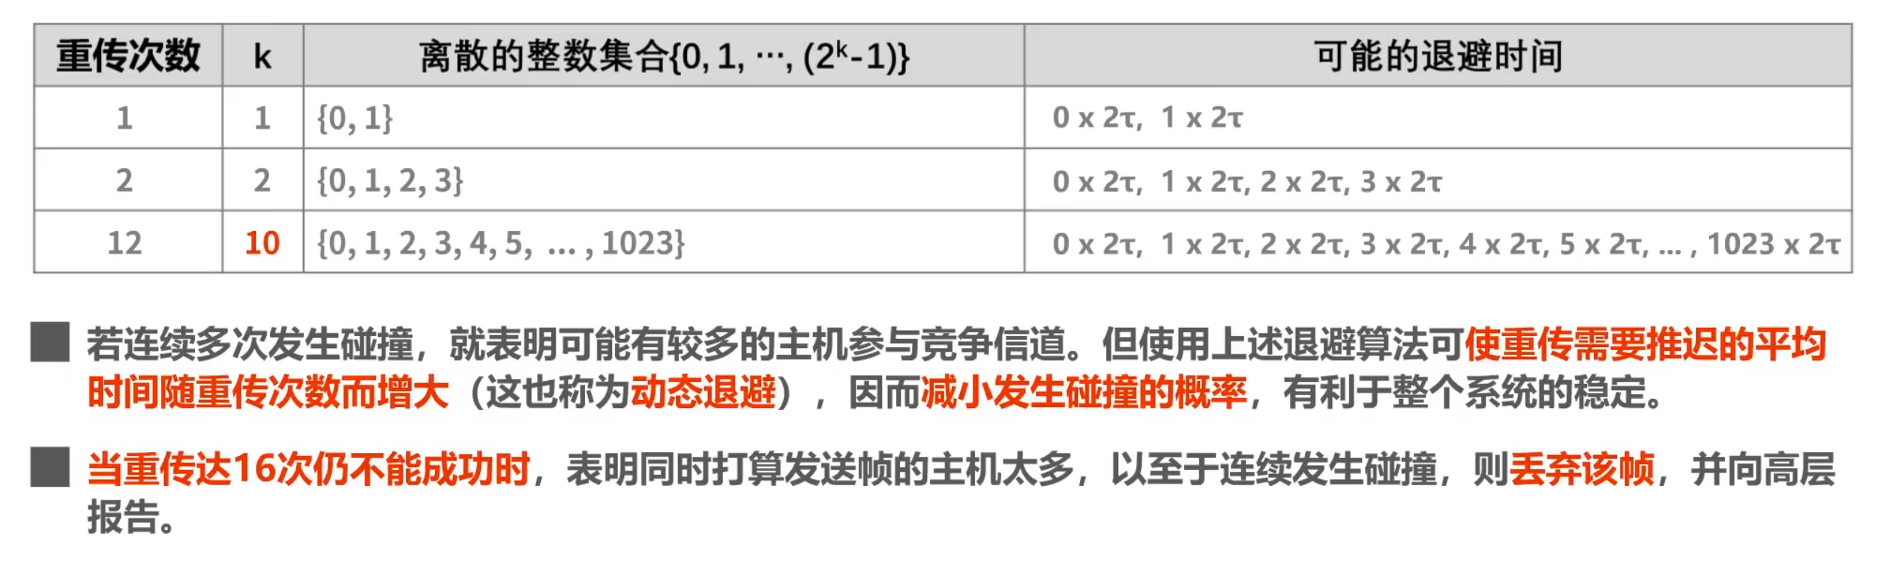 重传次数 k 离散的整数集合{0, 1, ···, (2ᵏ-1)} 可能的退避时间
1 1 {0, 1} 0 x 2τ, 1 x 2τ
2 2 {0, 1, 2, 3} 0 x 2τ, 1 x 2τ, 2 x 2τ, 3 x 2τ
12 10 {0, 1, 2, 3, 4, 5, ... , 1023} 0 x 2τ, 1 x 2τ, 2 x 2τ, 3 x 2τ, 4 x 2τ, 5 x 2τ, ... , 1023 x 2τ
若连续多次发生碰撞，就表明可能有较多的主机参与竞争信道。但使用上述退避算法可使重传需要推迟的平均
时间随重传次数而增大（这也称为动态退避），因而减小发生碰撞的概率，有利于整个系统的稳定。
当重传达16次仍不能成功时，表明同时打算发送帧的主机太多，以至于连续发生碰撞，则丢弃该帧，并向高层
报告。